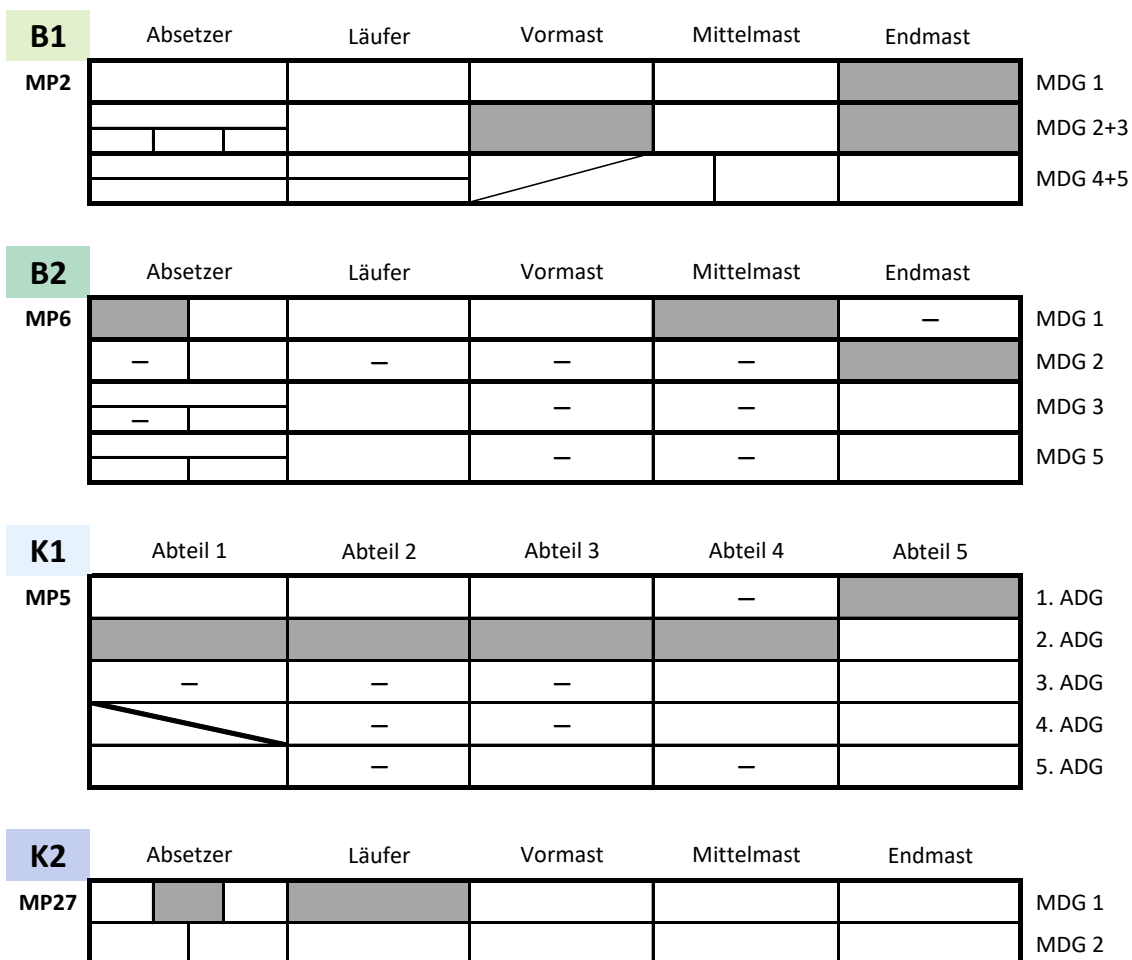 B1 Absetzer Läufer Vormast Mittelmast Endmast
MP2 MDG 1
MDG 2+3
MDG 4+5
B2 Absetzer Läufer Vormast Mittelmast Endmast
MP6 – MDG 1
– – – – MDG 2
– – MDG 3
–
– – MDG 5
K1 Abteil 1 Abteil 2 Abteil 3 Abteil 4 Abteil 5
MP5 – 1. ADG
2. ADG
– – – 3. ADG
– – 4. ADG
– – 5. ADG
K2 Absetzer Läufer Vormast Mittelmast Endmast
MP27 MDG 1
MDG 2